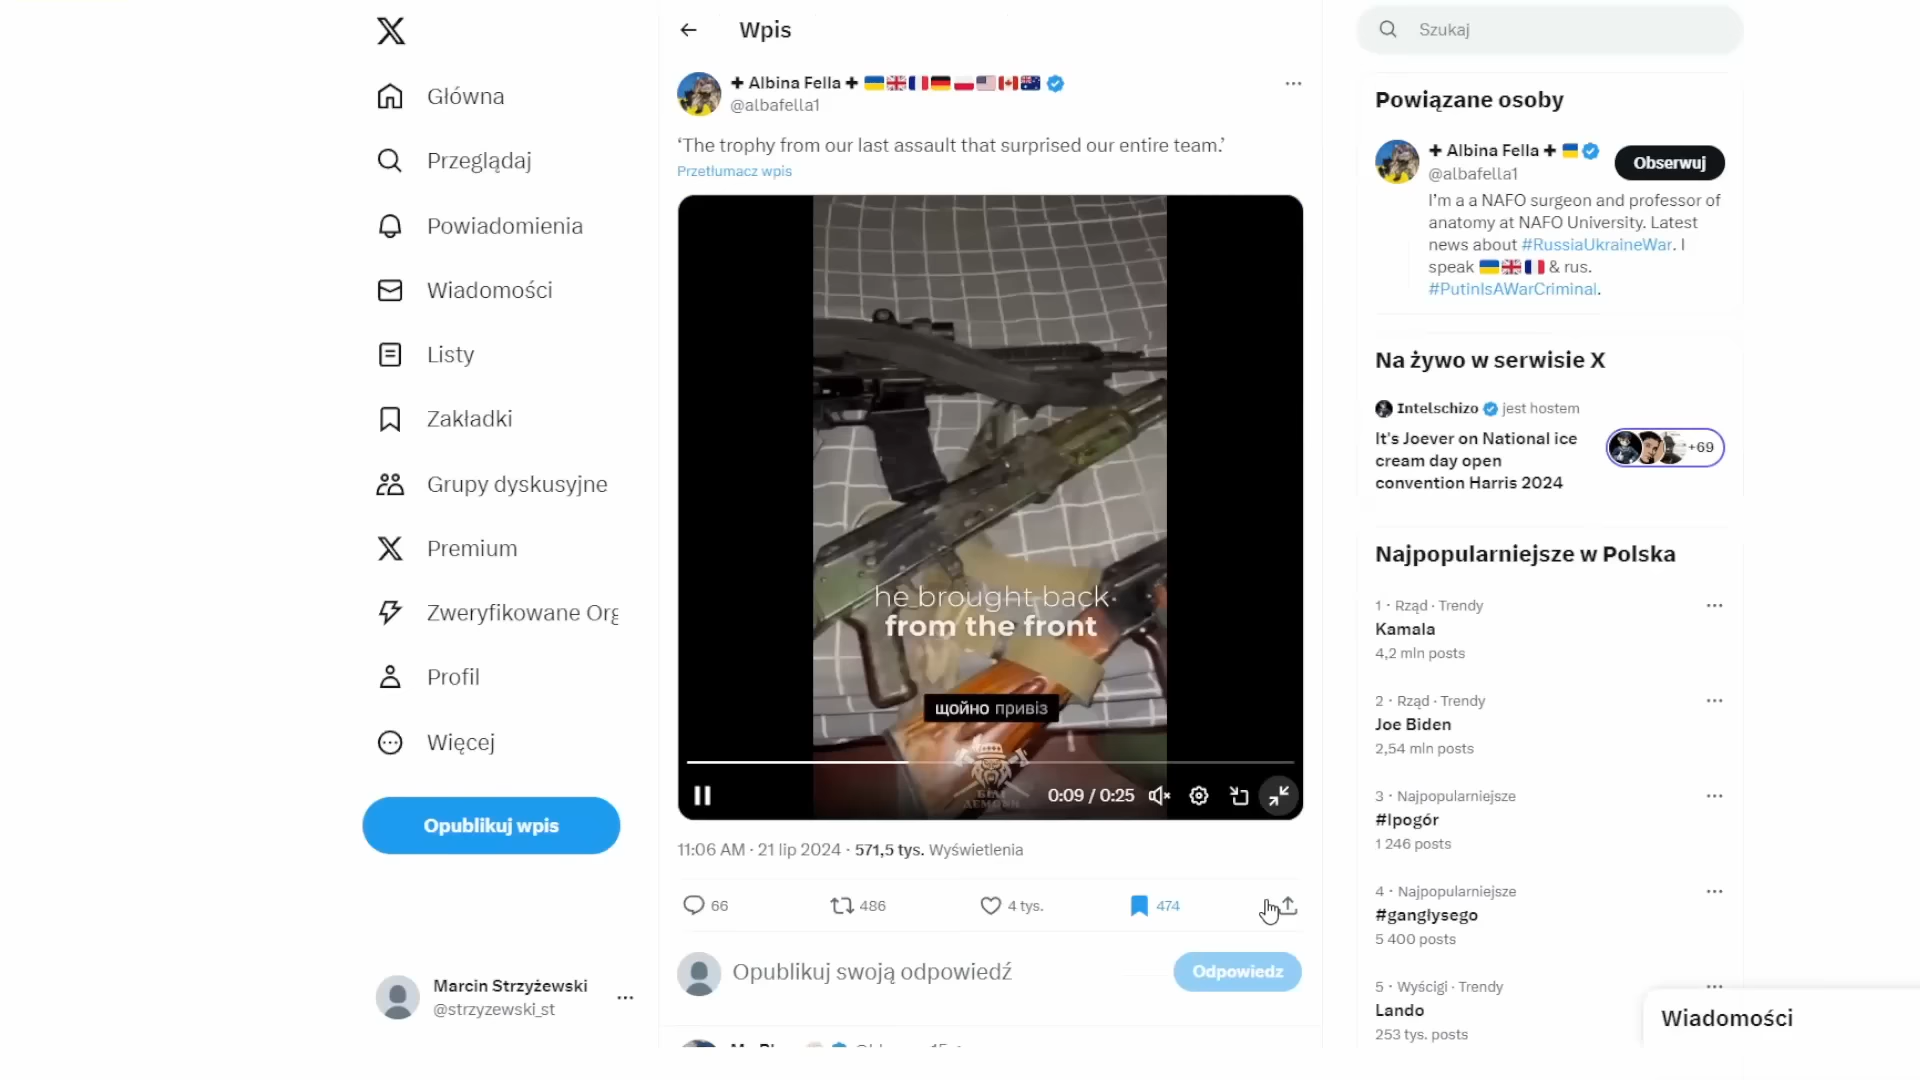 Główna
Przeglądaj
Powiadomienia
Wiadomości
Listy
Zakładki
Grupy dyskusyjne
Premium
Zweryfikowane Org
Profil
Więcej
Opublikuj wpis
Marcin Strzyżewski
@strzyzewski_st
Wpis
Albina Fella
@albafella1
‘The trophy from our last assault that surprised our entire team.’
Przetłumacz wpis
he brought back
from the front
щойно привіз
0:09 / 0:25
11:06 AM · 21 lip 2024 · 571,5 tys. Wyświetlenia
66
486
4 tys.
474
Opublikuj swoją odpowiedź
Odpowiedz
Szukaj
Powiązane osoby
Albina Fella
@albafella1
Obserwuj
I'm a a NAFO surgeon and professor of
anatomy at NAFO University. Latest
news about #RussiaUkraineWar. I
speak & rus.
#PutinIsAWarCriminal.
Na żywo w serwisie X
Intelschizo jest hostem
It's Joever on National ice
cream day open
convention Harris 2024
+69
Najpopularniejsze w Polska
1 · Rząd · Trendy
Kamala
4,2 mln posts
2 · Rząd · Trendy
Joe Biden
2,54 mln posts
3 · Najpopularniejsze
#Ipogór
1 246 posts
4 · Najpopularniejsze
#gangłysego
5 400 posts
5 · Wyścigi · Trendy
Lando
253 tys. posts
Wiadomości